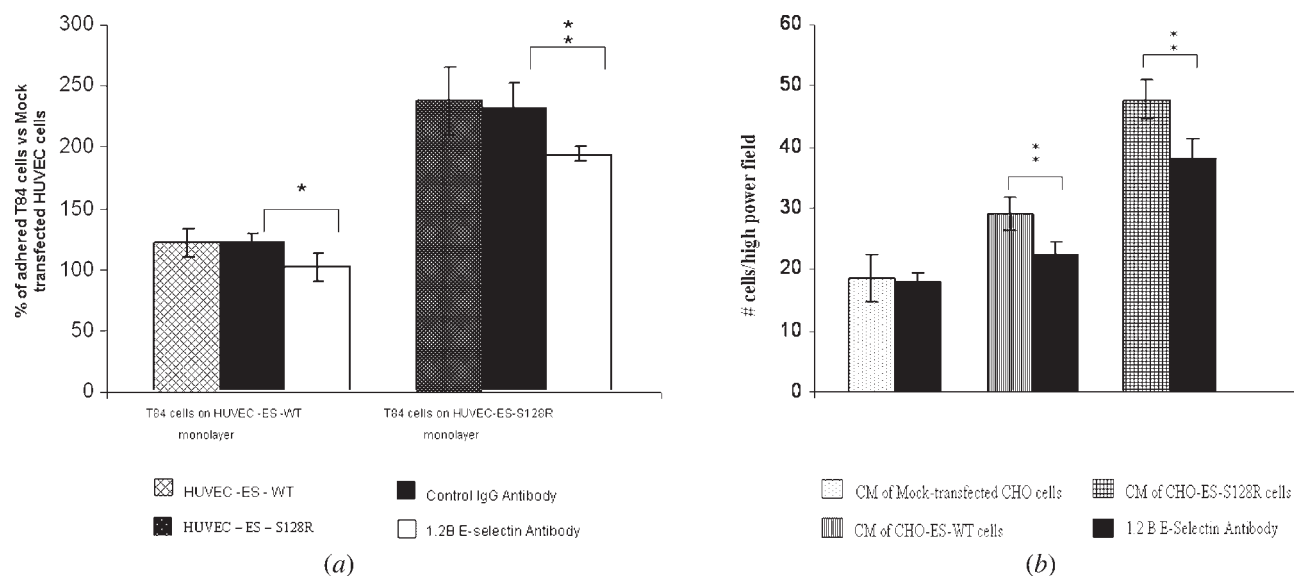 % of adhered T84 cells vs Mock
transfected HUVEC cells
300
250
200
150
100
50
0
*
*
*
T84 cells on HUVEC -ES -WT
monolayer
T84 cells on HUVEC-ES-S128R
monolayer
HUVEC -ES - WT
Control IgG Antibody
HUVEC – ES – S128R
1.2B E-selectin Antibody
(a)
# cells/high power field
60
50
40
30
20
10
0
*
*
*
*
CM of Mock-transfected CHO cells
CM of CHO-ES-S128R cells
CM of CHO-ES-WT cells
1.2 B E-Selectin Antibody
(b)